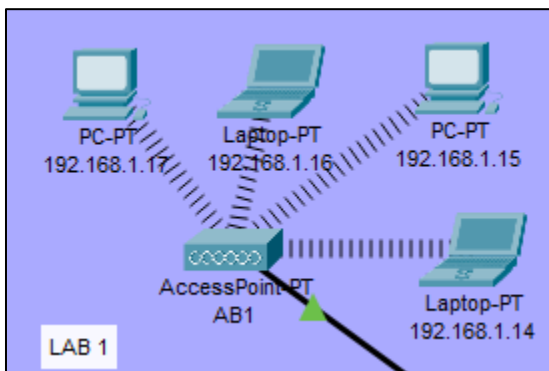 PC-PT
192.168.1.17
Laptop-PT
192.168.1.16
PC-PT
192.168.1.15
AccessPoint-PT
AB1
Laptop-PT
192.168.1.14
LAB 1